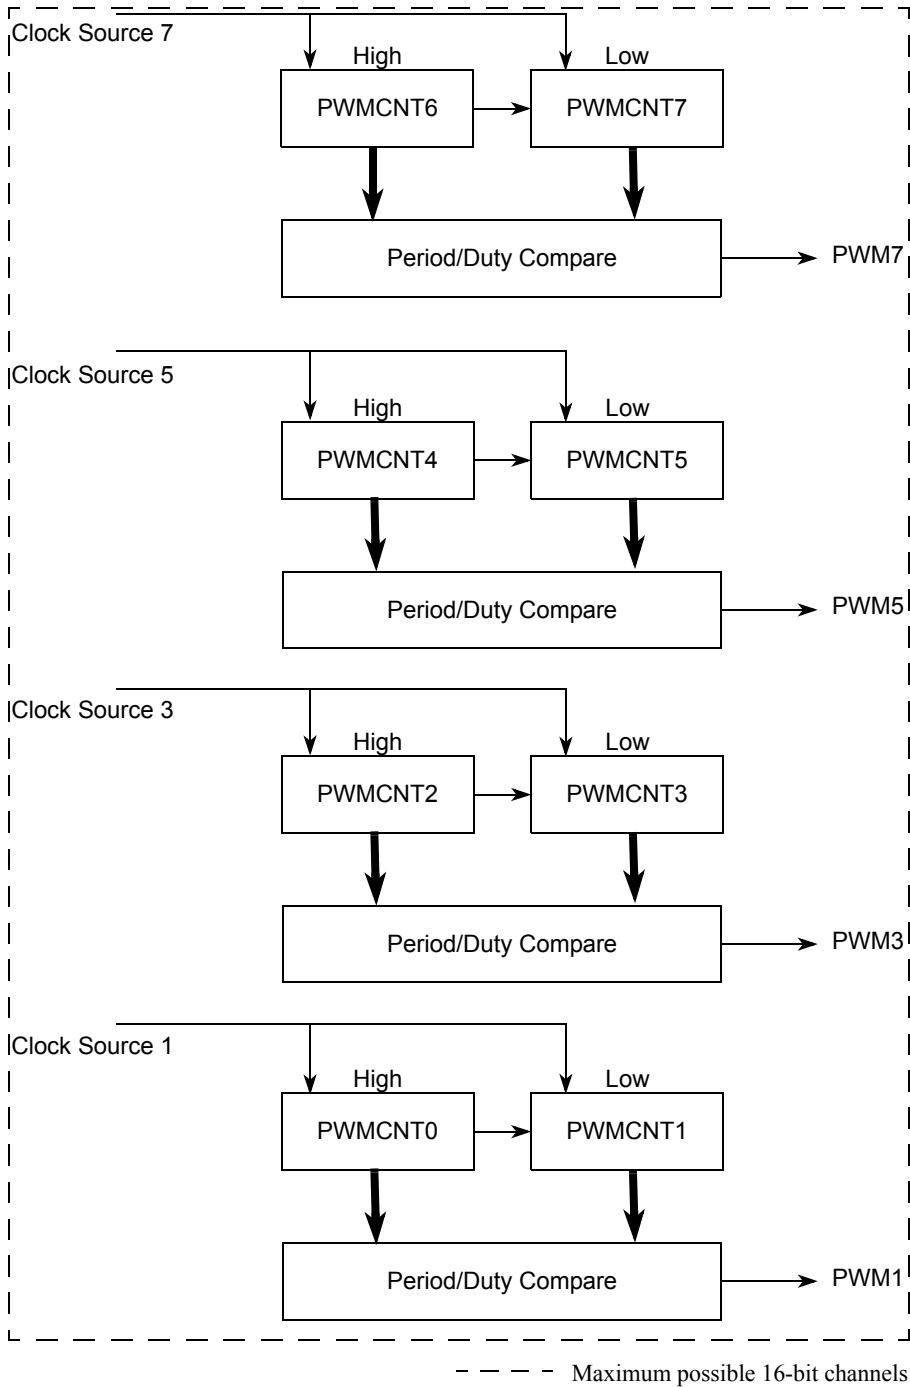 Clock Source 7
High Low
PWMCNT6 PWMCNT7
Period/Duty Compare PWM7
Clock Source 5
High Low
PWMCNT4 PWMCNT5
Period/Duty Compare PWM5
Clock Source 3
High Low
PWMCNT2 PWMCNT3
Period/Duty Compare PWM3
Clock Source 1
High Low
PWMCNT0 PWMCNT1
Period/Duty Compare PWM1
Maximum possible 16-bit channels